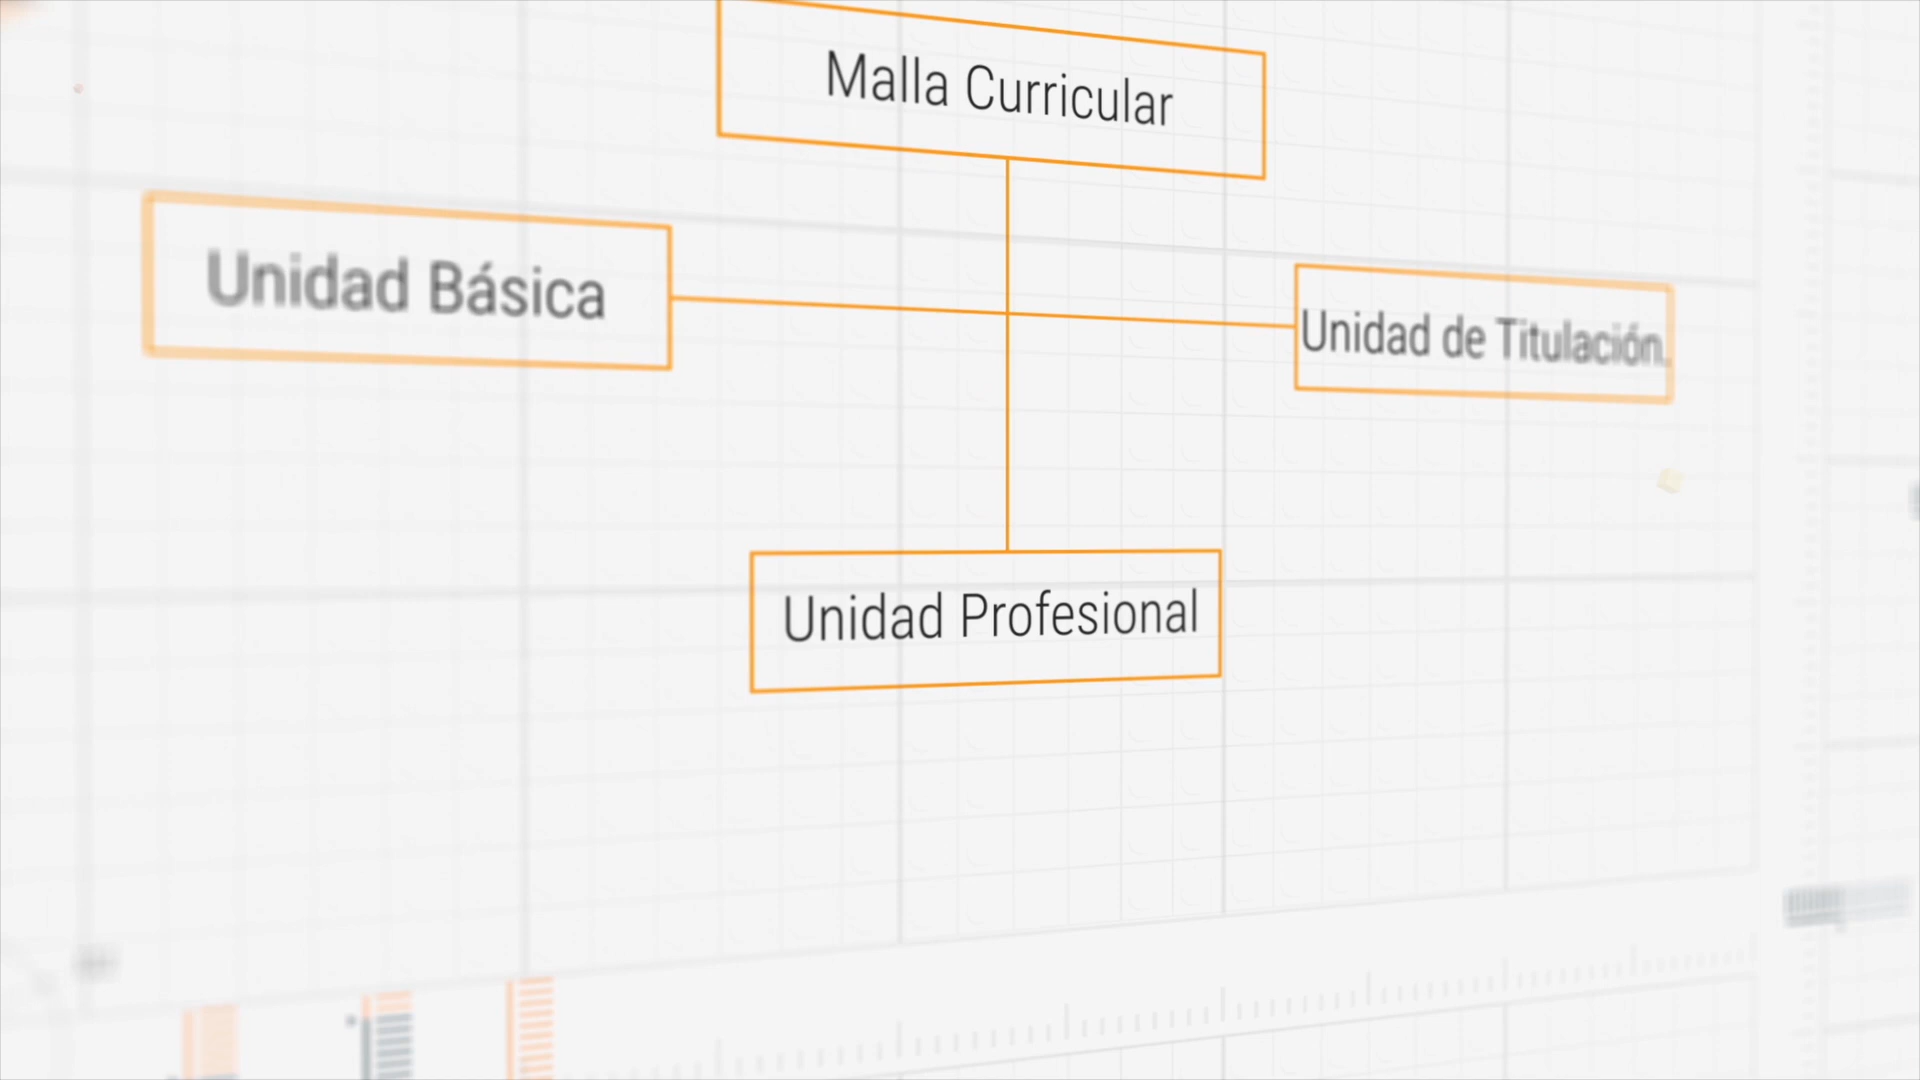 Malla Curricular
Unidad Básica
Unidad de Titulación.
Unidad Profesional